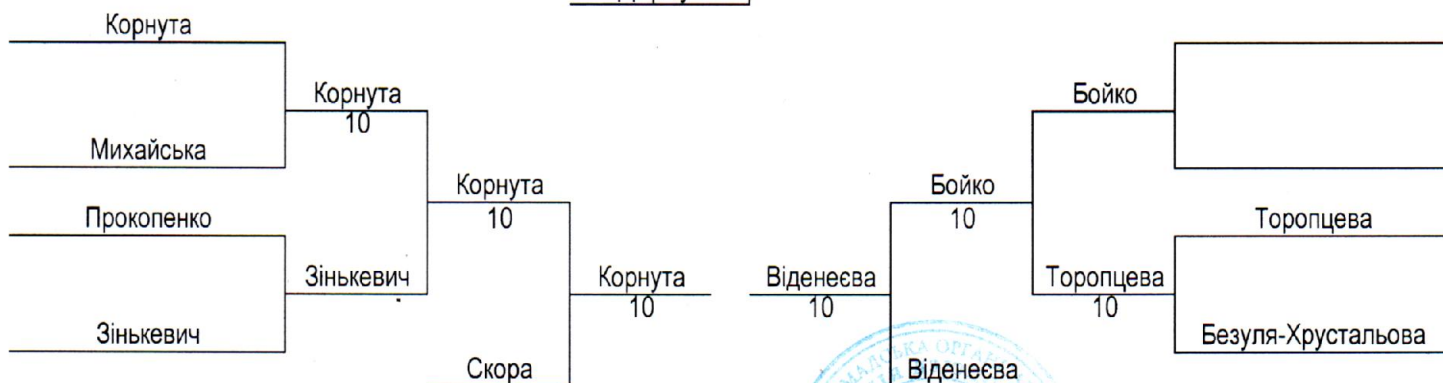 Корнута
Корнута
10
Михайська
Корнута
10
Прокопенко
Зінькевич
Зінькевич
Корнута
10
Скора
Бойко
Бойко
10
Торопцева
Віденеєва
10
Торопцева
10
Безуля-Хрустальова
Віденеєва